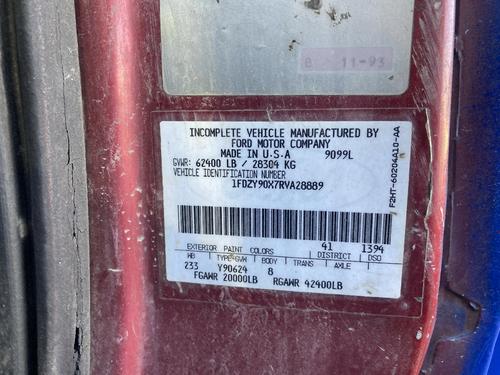 8 / 11-93
INCOMPLETE VEHICLE MANUFACTURED BY
FORD MOTOR COMPANY
MADE IN U.S.A 9099L
GVWR: 62400 LB / 28304 KG
VEHICLE IDENTIFICATION NUMBER
1FDZY90X7RVA28889
F2HT-60204A10-AA
EXTERIOR PAINT COLORS 41 1394
DISTRICT DSO
WB TYPE-GVW BODY TRANS AXLE
233 Y90624 8
FGAWR 20000LB RGAWR 42400LB